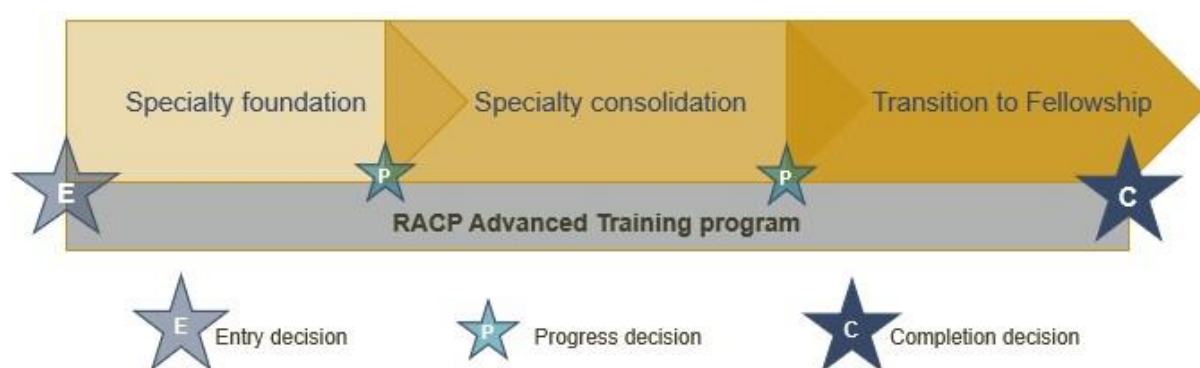 Specialty foundation
Specialty consolidation
Transition to Fellowship
E
P
P
C
RACP Advanced Training program
E Entry decision
P Progress decision
C Completion decision